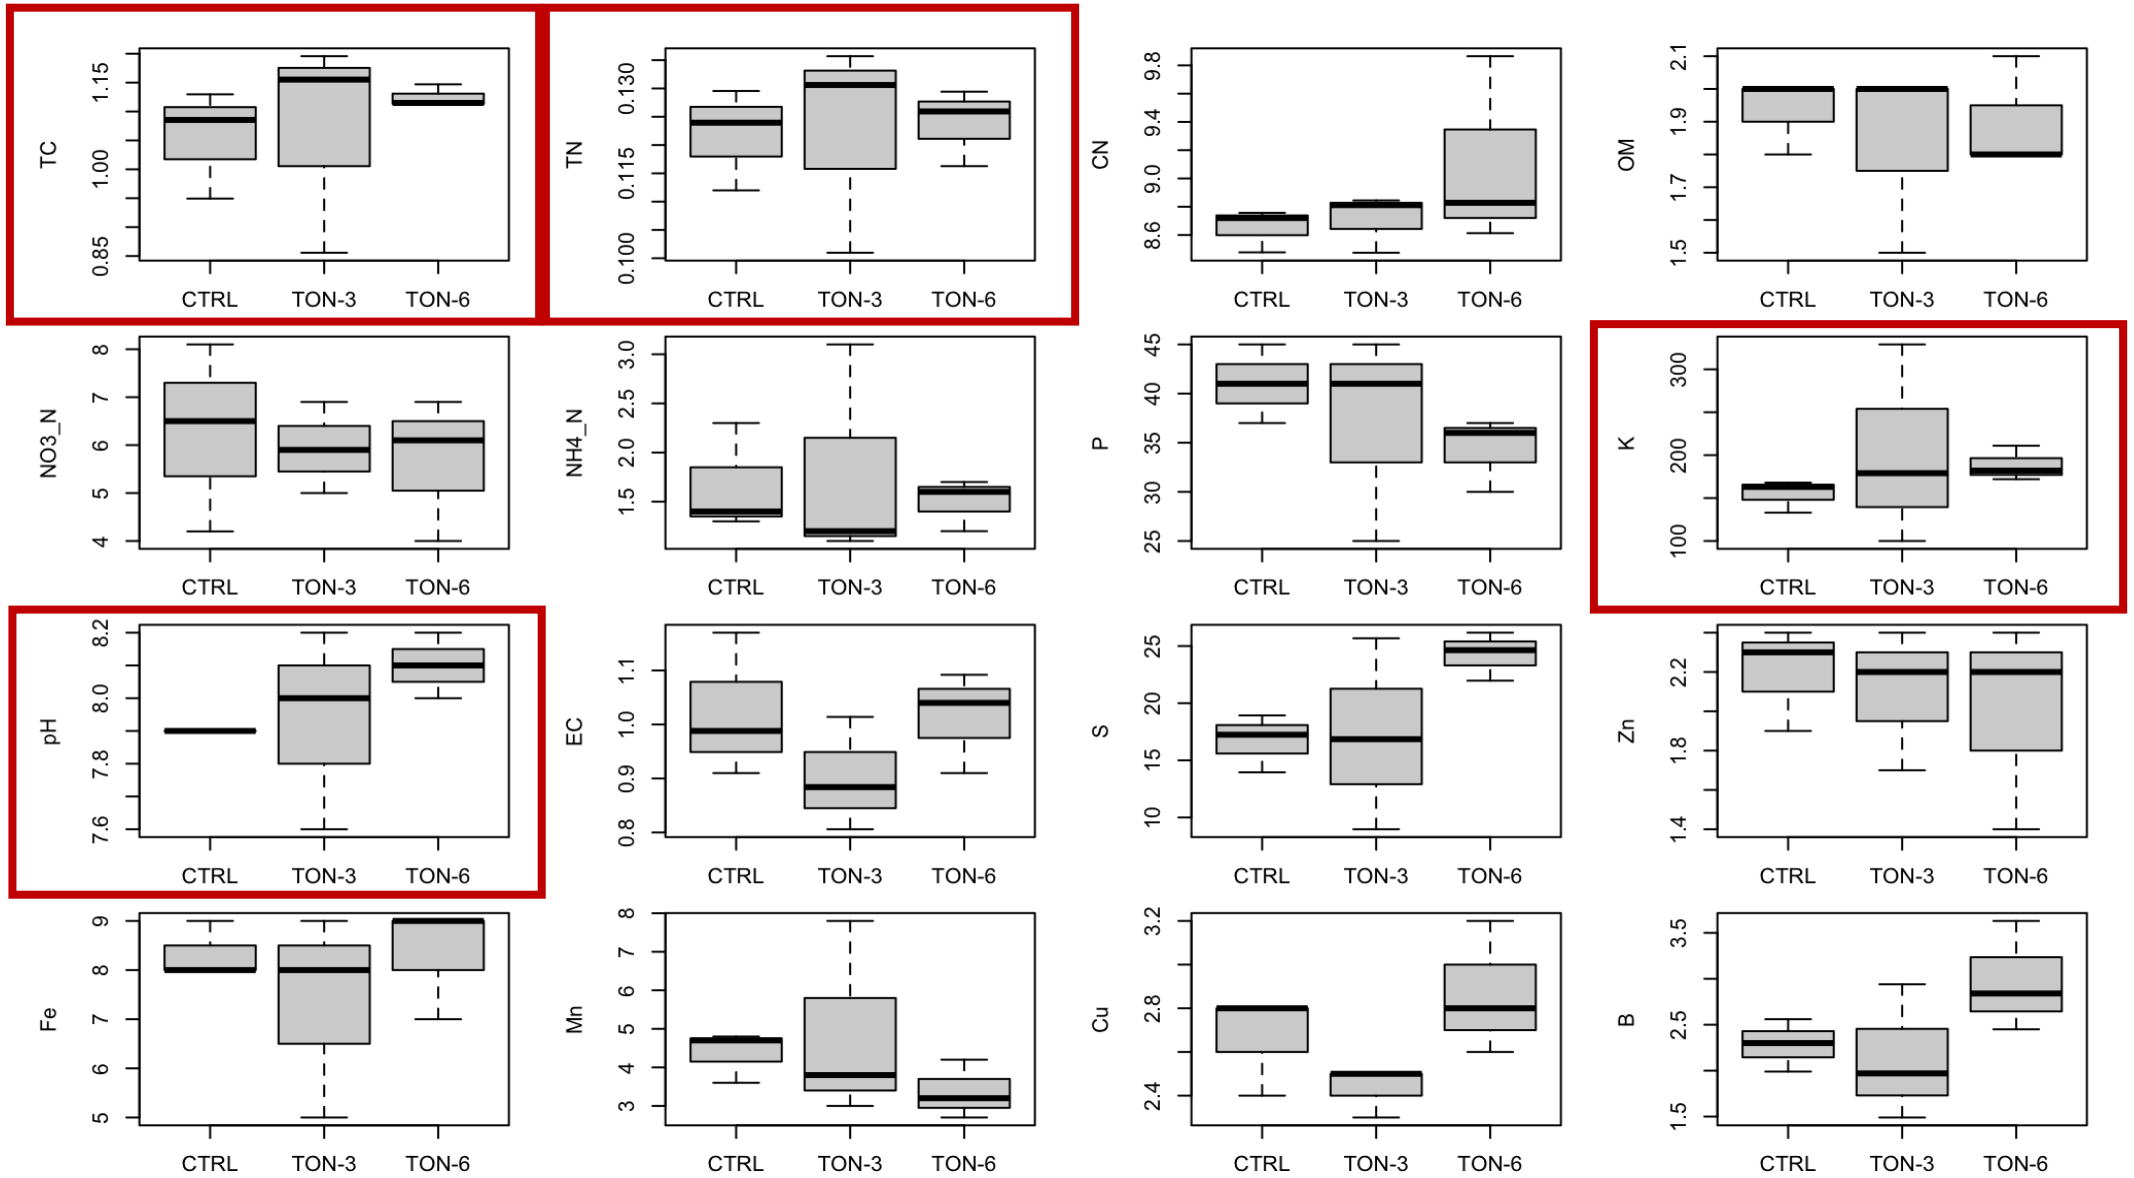 TC
0.85 1.00 1.15
CTRL TON-3 TON-6
TN
0.100 0.115 0.130
CTRL TON-3 TON-6
CN
8.6 9.0 9.4 9.8
CTRL TON-3 TON-6
OM
1.5 1.7 1.9 2.1
CTRL TON-3 TON-6
NO3_N
4 5 6 7 8
CTRL TON-3 TON-6
NH4_N
1.5 2.0 2.5 3.0
CTRL TON-3 TON-6
P
25 30 35 40 45
CTRL TON-3 TON-6
K
100 200 300
CTRL TON-3 TON-6
pH
7.6 7.8 8.0 8.2
CTRL TON-3 TON-6
EC
0.8 0.9 1.0 1.1
CTRL TON-3 TON-6
S
10 15 20 25
CTRL TON-3 TON-6
Zn
1.4 1.8 2.2
CTRL TON-3 TON-6
Fe
5 6 7 8 9
CTRL TON-3 TON-6
Mn
3 4 5 6 7 8
CTRL TON-3 TON-6
Cu
2.4 2.8 3.2
CTRL TON-3 TON-6
B
1.5 2.5 3.5
CTRL TON-3 TON-6